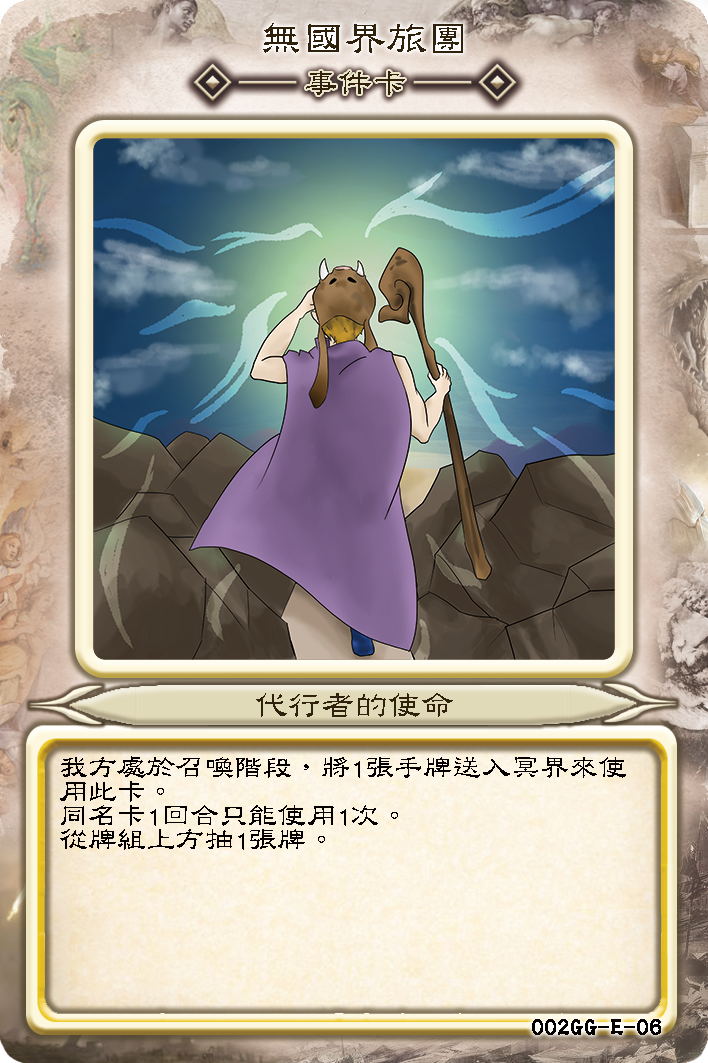 無國界旅團
事件卡
代行者的使命
我方處於召喚階段，將1張手牌送入冥界來使
用此卡。
同名卡1回合只能使用1次。
從牌組上方抽1張牌。
002GG-E-06